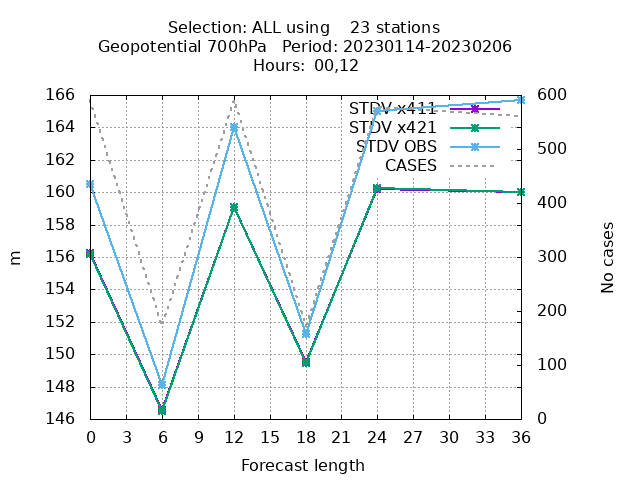 Selection: ALL using    23 stations
Geopotential 700hPa   Period: 20230114-20230206
Hours:  00,12
166
164
162
160
158
156
154
152
150
148
146
m
600
500
400
300
200
100
0
No cases
STDV x411
STDV x421
STDV OBS
CASES
0 3 6 9 12 15 18 21 24 27 30 33 36
Forecast length